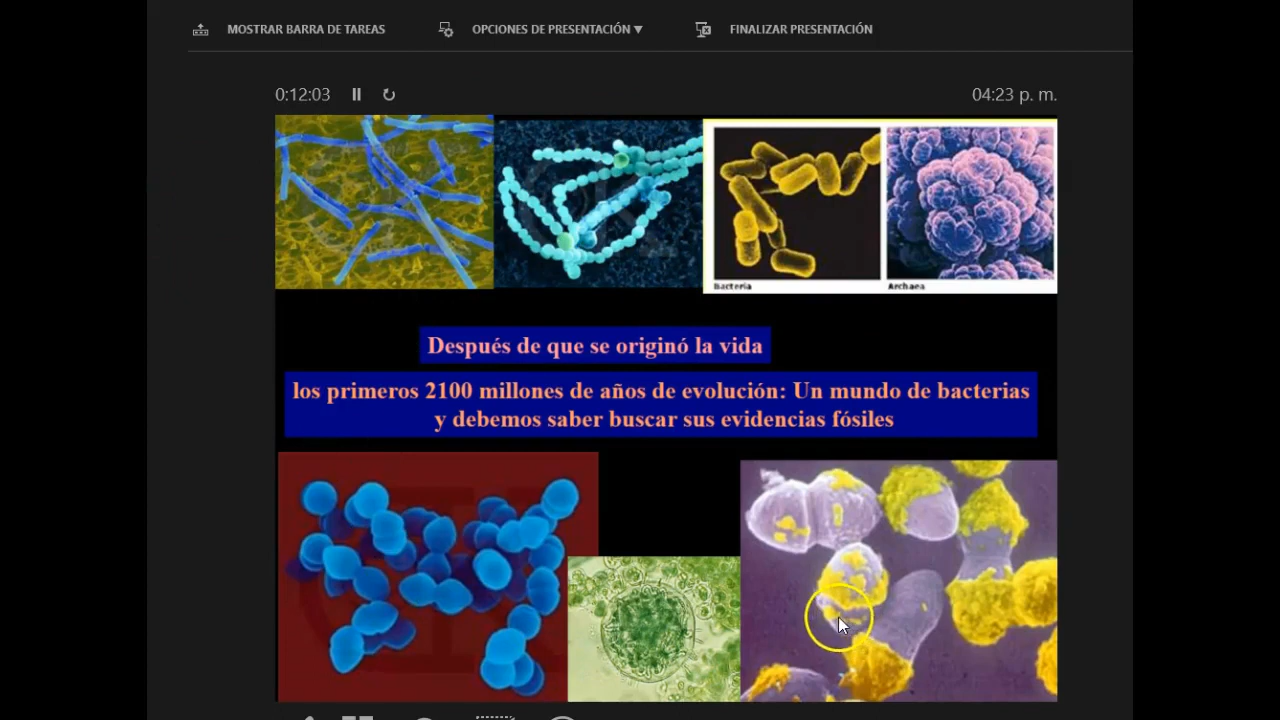 MOSTRAR BARRA DE TAREAS
OPCIONES DE PRESENTACIÓN
FINALIZAR PRESENTACIÓN
0:12:03
04:23 p. m.
Bacteria
Archaea
Después de que se originó la vida
los primeros 2100 millones de años de evolución: Un mundo de bacterias
y debemos saber buscar sus evidencias fósiles